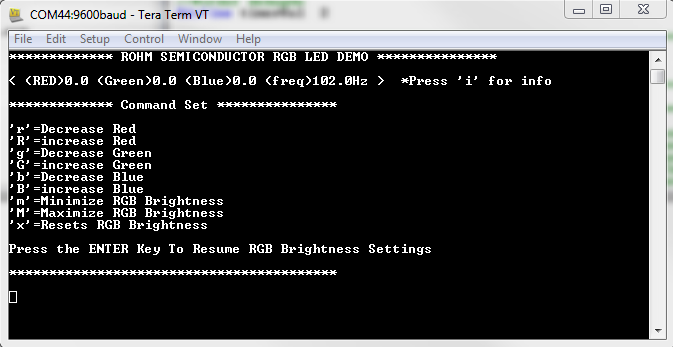 COM44:9600baud - Tera Term VT
File Edit Setup Control Window Help
************* ROHM SEMICONDUCTOR RGB LED DEMO ***************
< (RED)0.0 (Green)0.0 (Blue)0.0 (freq)102.0Hz > *Press 'i' for info
************* Command Set ***************
'r'=Decrease Red
'R'=increase Red
'g'=Decrease Green
'G'=increase Green
'b'=Decrease Blue
'B'=increase Blue
'm'=Minimize RGB Brightness
'M'=Maximize RGB Brightness
'x'=Resets RGB Brightness
Press the ENTER Key To Resume RGB Brightness Settings
*****************************************